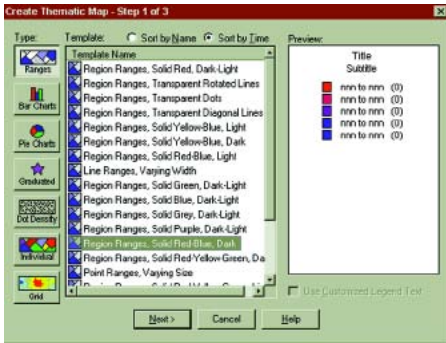 Create Thematic Map - Step 1 of 3
Type:
Ranges
Bar Charts
Pie Charts
Graduated
Dot Density
Individual
Grid
Template: Sort by Name Sort by Time
Template Name
Region Ranges, Solid Red, Dark-Light
Region Ranges, Transparent Rotated Lines
Region Ranges, Transparent Dots
Region Ranges, Transparent Diagonal Lines
Region Ranges, Solid Yellow-Blue, Light
Region Ranges, Solid Yellow-Blue, Dark
Region Ranges, Solid Red-Blue, Light
Line Ranges, Varying Width
Region Ranges, Solid Green, Dark-Light
Region Ranges, Solid Blue, Dark-Light
Region Ranges, Solid Grey, Dark-Light
Region Ranges, Solid Purple, Dark-Light
Region Ranges, Solid Red-Blue, Dark
Region Ranges, Solid Red-Yellow-Green, Da
Point Ranges, Varying Size
Preview:
Title
Subtitle
nnn to nnn (0)
nnn to nnn (0)
nnn to nnn (0)
nnn to nnn (0)
nnn to nnn (0)
Use Customized Legend Text
Next >
Cancel
Help